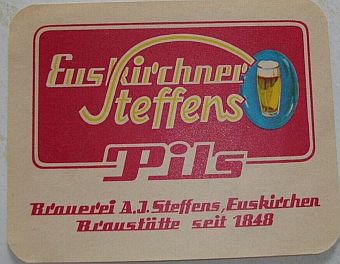 Euskirchner
Steffens
Pils
Brauerei A.J. Steffens, Euskirchen
Braustätte seit 1848